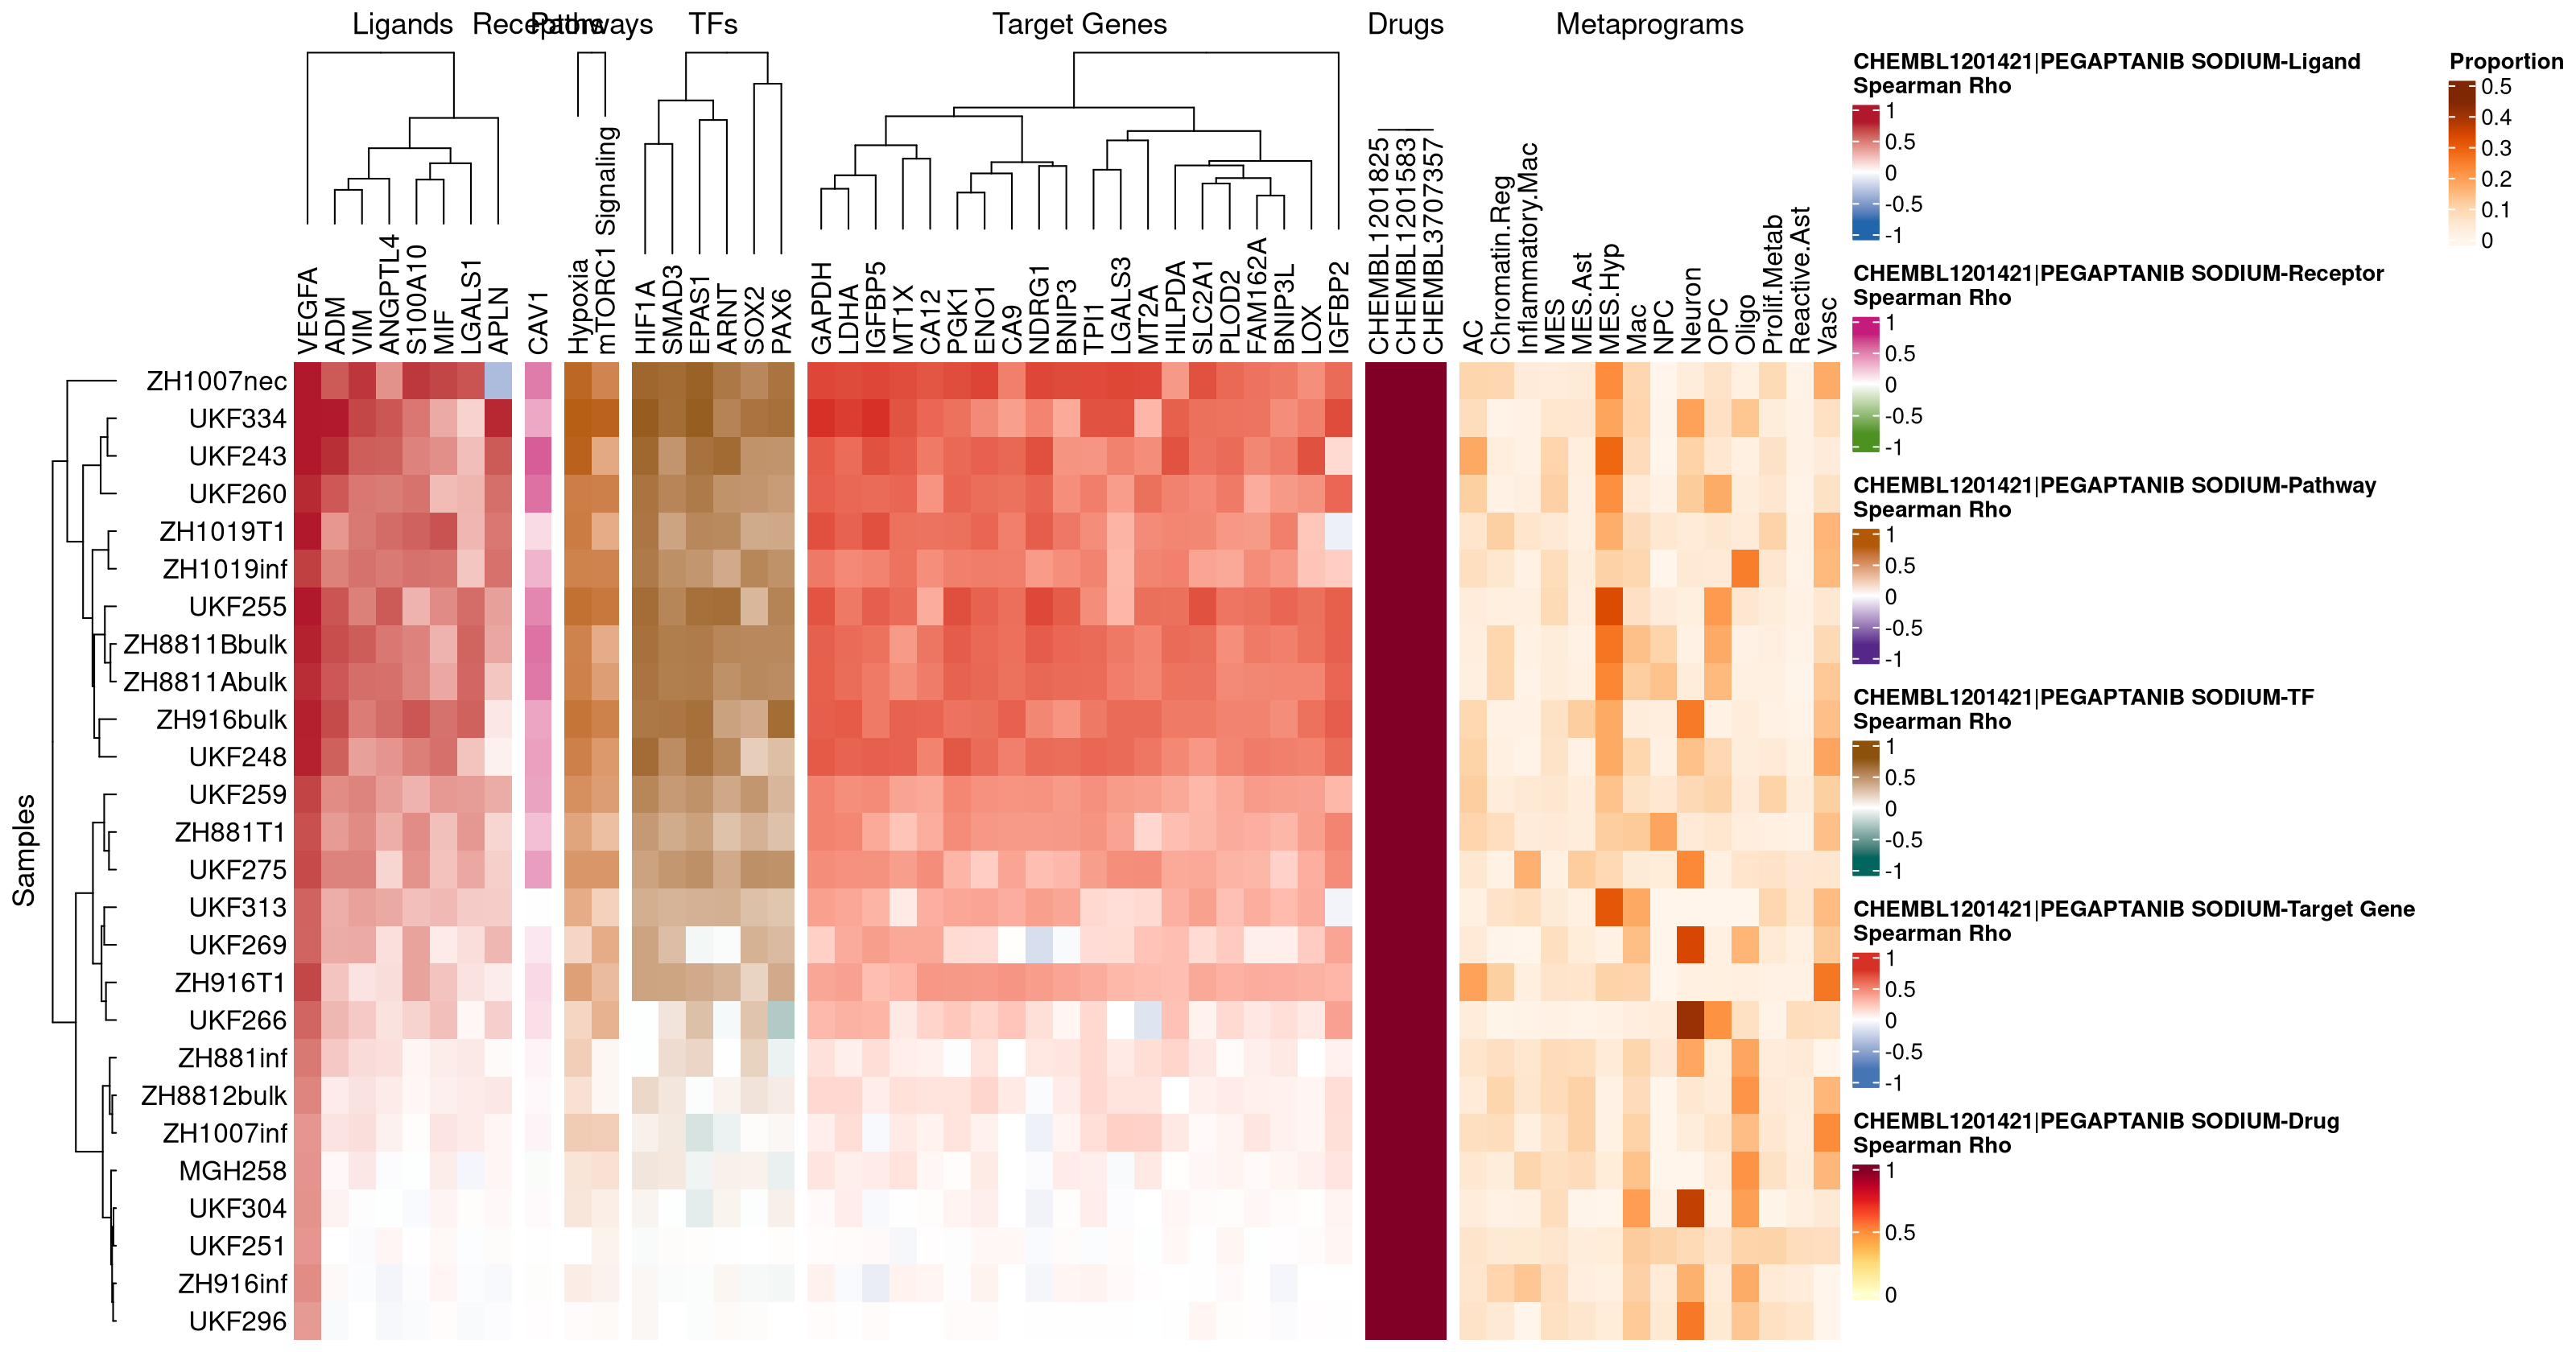 Ligands
Receptors
Pathways
TFs
Target Genes
Drugs
Metaprograms
VEGFA
ADM
VIM
ANGPTL4
S100A10
MIF
LGALS1
APLN
CAV1
Hypoxia
mTORC1 Signaling
HIF1A
SMAD3
EPAS1
ARNT
SOX2
PAX6
GAPDH
LDHA
IGFBP5
MT1X
CA12
PGK1
ENO1
CA9
NDRG1
BNIP3
TPI1
LGALS3
MT2A
HILPDA
SLC2A1
PLOD2
FAM162A
BNIP3L
LOX
IGFBP2
CHEMBL1201825
CHEMBL1201583
CHEMBL3707357
AC
Chromatin.Reg
Inflammatory.Mac
MES
MES.Ast
MES.Hyp
Mac
NPC
Neuron
OPC
Oligo
Prolif.Metab
Reactive.Ast
Vasc
Samples
ZH1007nec
UKF334
UKF243
UKF260
ZH1019T1
ZH1019inf
UKF255
ZH8811Bbulk
ZH8811Abulk
ZH916bulk
UKF248
UKF259
ZH881T1
UKF275
UKF313
UKF269
ZH916T1
UKF266
ZH881inf
ZH8812bulk
ZH1007inf
MGH258
UKF304
UKF251
ZH916inf
UKF296
CHEMBL1201421|PEGAPTANIB SODIUM-Ligand
Spearman Rho
1
0.5
0
-0.5
-1
CHEMBL1201421|PEGAPTANIB SODIUM-Receptor
Spearman Rho
1
0.5
0
-0.5
-1
CHEMBL1201421|PEGAPTANIB SODIUM-Pathway
Spearman Rho
1
0.5
0
-0.5
-1
CHEMBL1201421|PEGAPTANIB SODIUM-TF
Spearman Rho
1
0.5
0
-0.5
-1
CHEMBL1201421|PEGAPTANIB SODIUM-Target Gene
Spearman Rho
1
0.5
0
-0.5
-1
CHEMBL1201421|PEGAPTANIB SODIUM-Drug
Spearman Rho
1
0.5
0
Proportion
0.5
0.4
0.3
0.2
0.1
0